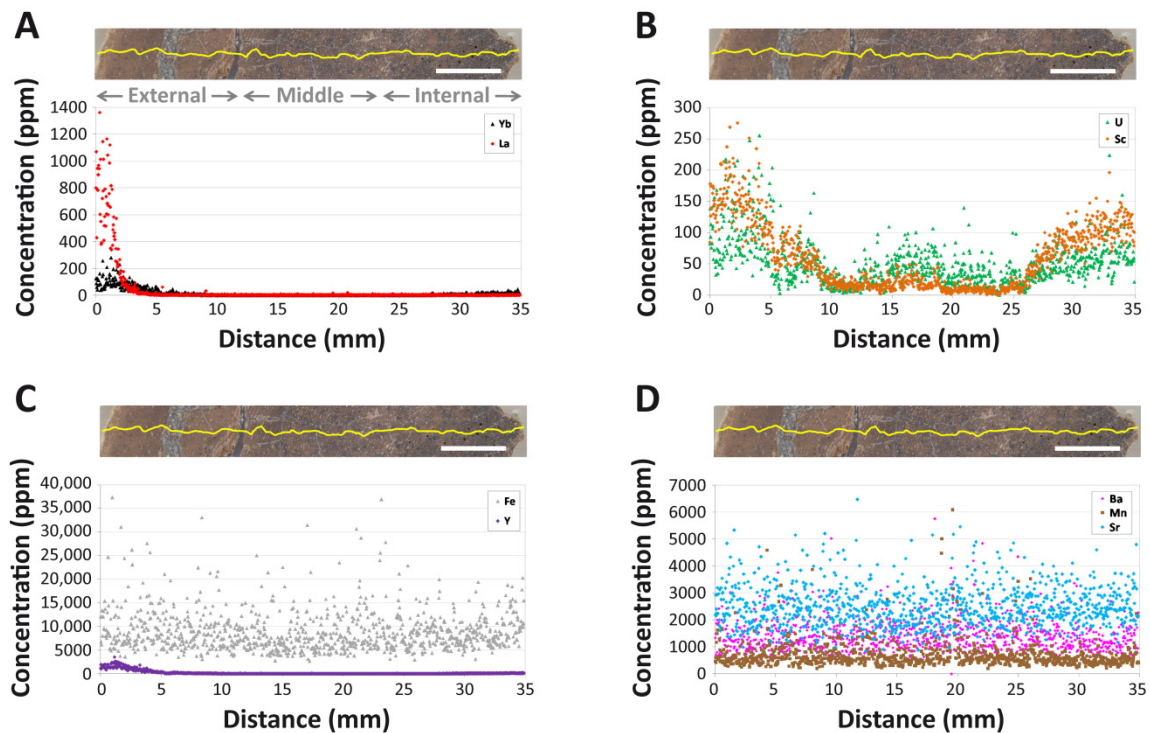 A
← External → ← Middle → ← Internal →
Concentration (ppm)
1400
1200
1000
800
600
400
200
0
Yb
La
0 5 10 15 20 25 30 35
Distance (mm)
B
Concentration (ppm)
300
250
200
150
100
50
0
U
Sc
0 5 10 15 20 25 30 35
Distance (mm)
C
Concentration (ppm)
40,000
35,000
30,000
25,000
20,000
15,000
10,000
5000
0
Fe
Y
0 5 10 15 20 25 30 35
Distance (mm)
D
Concentration (ppm)
7000
6000
5000
4000
3000
2000
1000
0
Ba
Mn
Sr
0 5 10 15 20 25 30 35
Distance (mm)